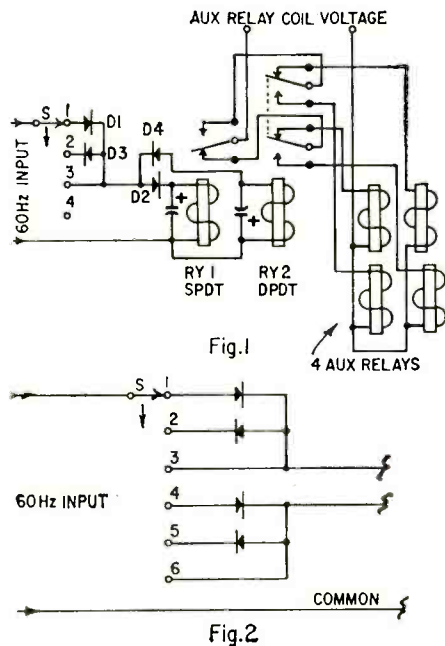 AUX RELAY COIL VOLTAGE
S
1
D1
D4
2
D3
3
D2
4
60Hz INPUT
+
+
RY 1
SPDT
RY 2
DPDT
Fig.1
4 AUX RELAYS
S
1
2
3
60Hz INPUT
4
5
6
COMMON
Fig.2